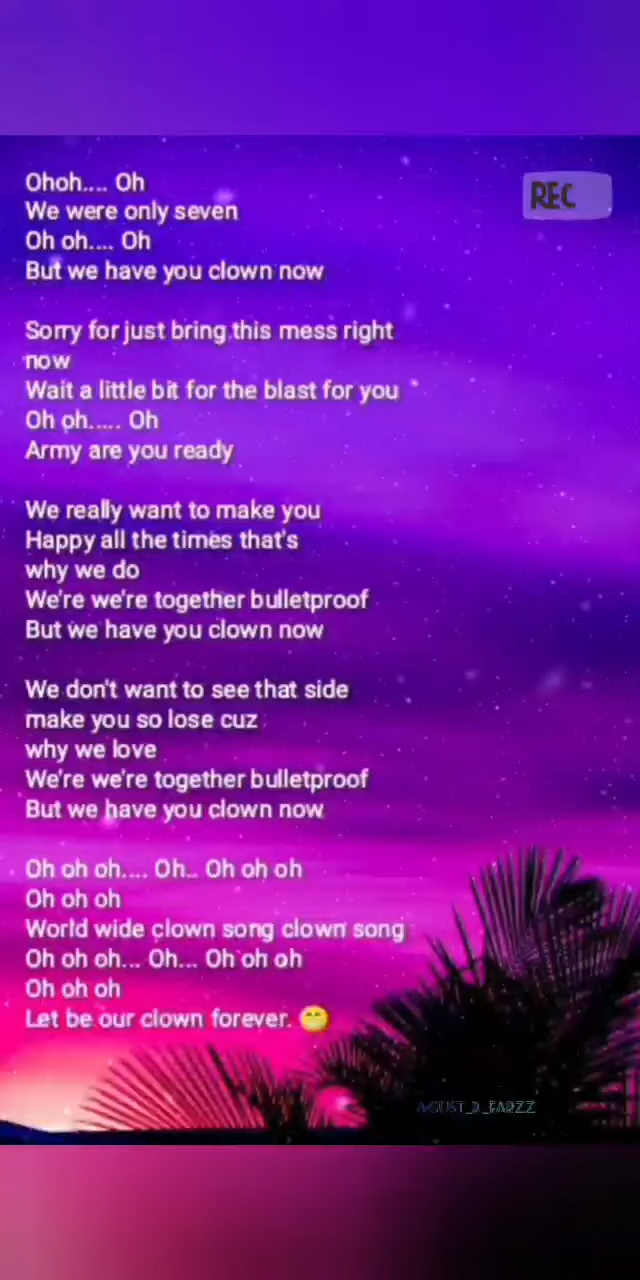 Ohoh.... Oh
REC
We were only seven
Oh oh.... Oh
But we have you clown now
Sorry for just bring this mess right
now
Wait a little bit for the blast for you
Oh oh..... Oh
Army are you ready
We really want to make you
Happy all the times that's
why we do
We're we're together bulletproof
But we have you clown now
We don't want to see that side
make you so lose cuz
why we love
We're we're together bulletproof
But we have you clown now
Oh oh oh.... Oh.. Oh oh oh
Oh oh oh
World wide clown song clown song
Oh oh oh... Oh... Oh oh oh
Oh oh oh
Let be our clown forever. 😁
AGUST_D_FARZZ